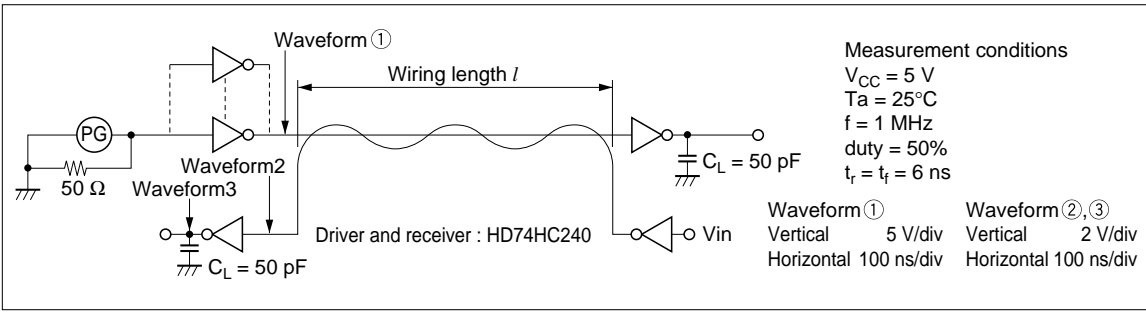 Waveform ①
Wiring length l
PG
50 Ω
Waveform2
Waveform3
C_L = 50 pF
C_L = 50 pF
Driver and receiver : HD74HC240
Vin
Measurement conditions
V_CC = 5 V
Ta = 25°C
f = 1 MHz
duty = 50%
t_r = t_f = 6 ns
Waveform ①
Vertical 5 V/div
Horizontal 100 ns/div
Waveform ②,③
Vertical 2 V/div
Horizontal 100 ns/div